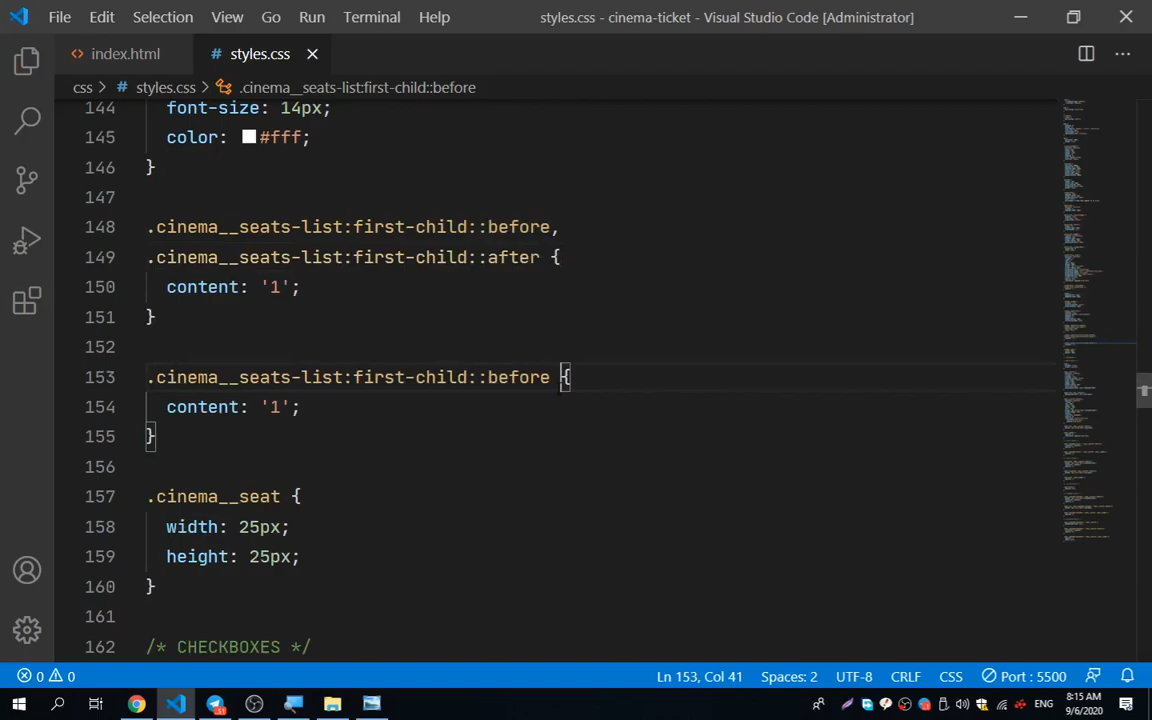 File Edit Selection View Go Run Terminal Help styles.css - cinema-ticket - Visual Studio Code [Administrator]
<> index.html # styles.css
css > # styles.css > .cinema__seats-list:first-child::before
144 font-size: 14px;
145 color: #fff;
146 }
147
148 .cinema__seats-list:first-child::before,
149 .cinema__seats-list:first-child::after {
150 content: '1';
151 }
152
153 .cinema__seats-list:first-child::before {
154 content: '1';
155 }
156
157 .cinema__seat {
158 width: 25px;
159 height: 25px;
160 }
161
162 /* CHECKBOXES */
0 0 Ln 153, Col 41 Spaces: 2 UTF-8 CRLF CSS Port : 5500
ENG 8:15 AM
9/6/2020